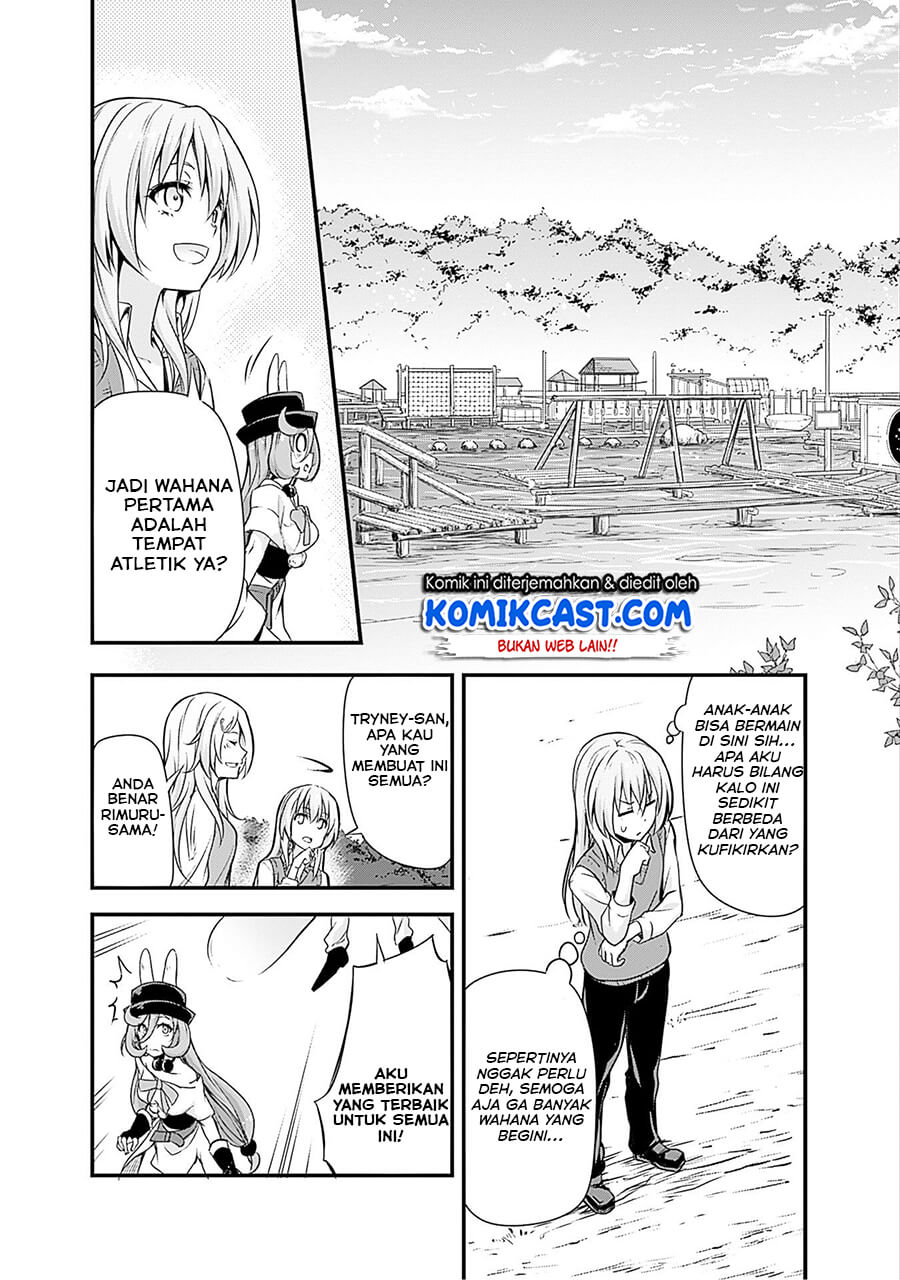 JADI WAHANA
PERTAMA
ADALAH
TEMPAT
ATLETIK YA?
Komik ini diterjemahkan & diedit oleh
KOMIKCAST.COM
BUKAN WEB LAIN!!
ANAK-ANAK
BISA BERMAIN
DI SINI SIH...
APA AKU
HARUS BILANG
KALO INI
SEDIKIT
BERBEDA
DARI YANG
KUFIKIRKAN?
SEPERTINYA
NGGAK PERLU
DEH, SEMOGA
AJA GA BANYAK
WAHANA YANG
BEGINI...
TRYNEY-SAN,
APA KAU
YANG
MEMBUAT INI
SEMUA?
ANDA
BENAR
RIMURU-
SAMA!
AKU
MEMBERIKAN
YANG TERBAIK
UNTUK SEMUA
INI!